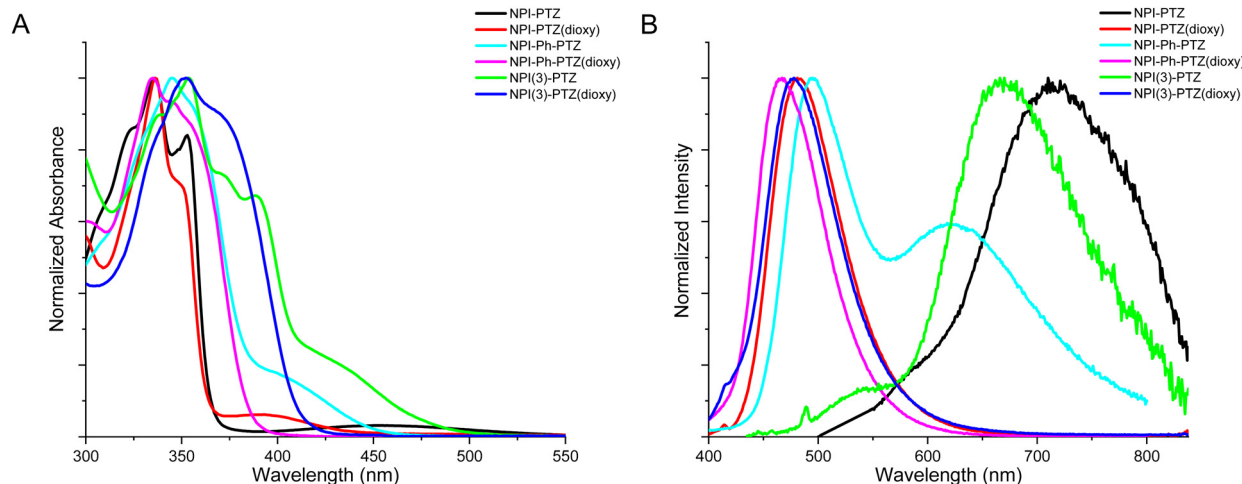 A
NPI-PTZ
NPI-PTZ(dioxy)
NPI-Ph-PTZ
NPI-Ph-PTZ(dioxy)
NPI(3)-PTZ
NPI(3)-PTZ(dioxy)
Normalized Absorbance
300 350 400 450 500 550
Wavelength (nm)
B
NPI-PTZ
NPI-PTZ(dioxy)
NPI-Ph-PTZ
NPI-Ph-PTZ(dioxy)
NPI(3)-PTZ
NPI(3)-PTZ(dioxy)
Normalized Intensity
400 500 600 700 800
Wavelength (nm)